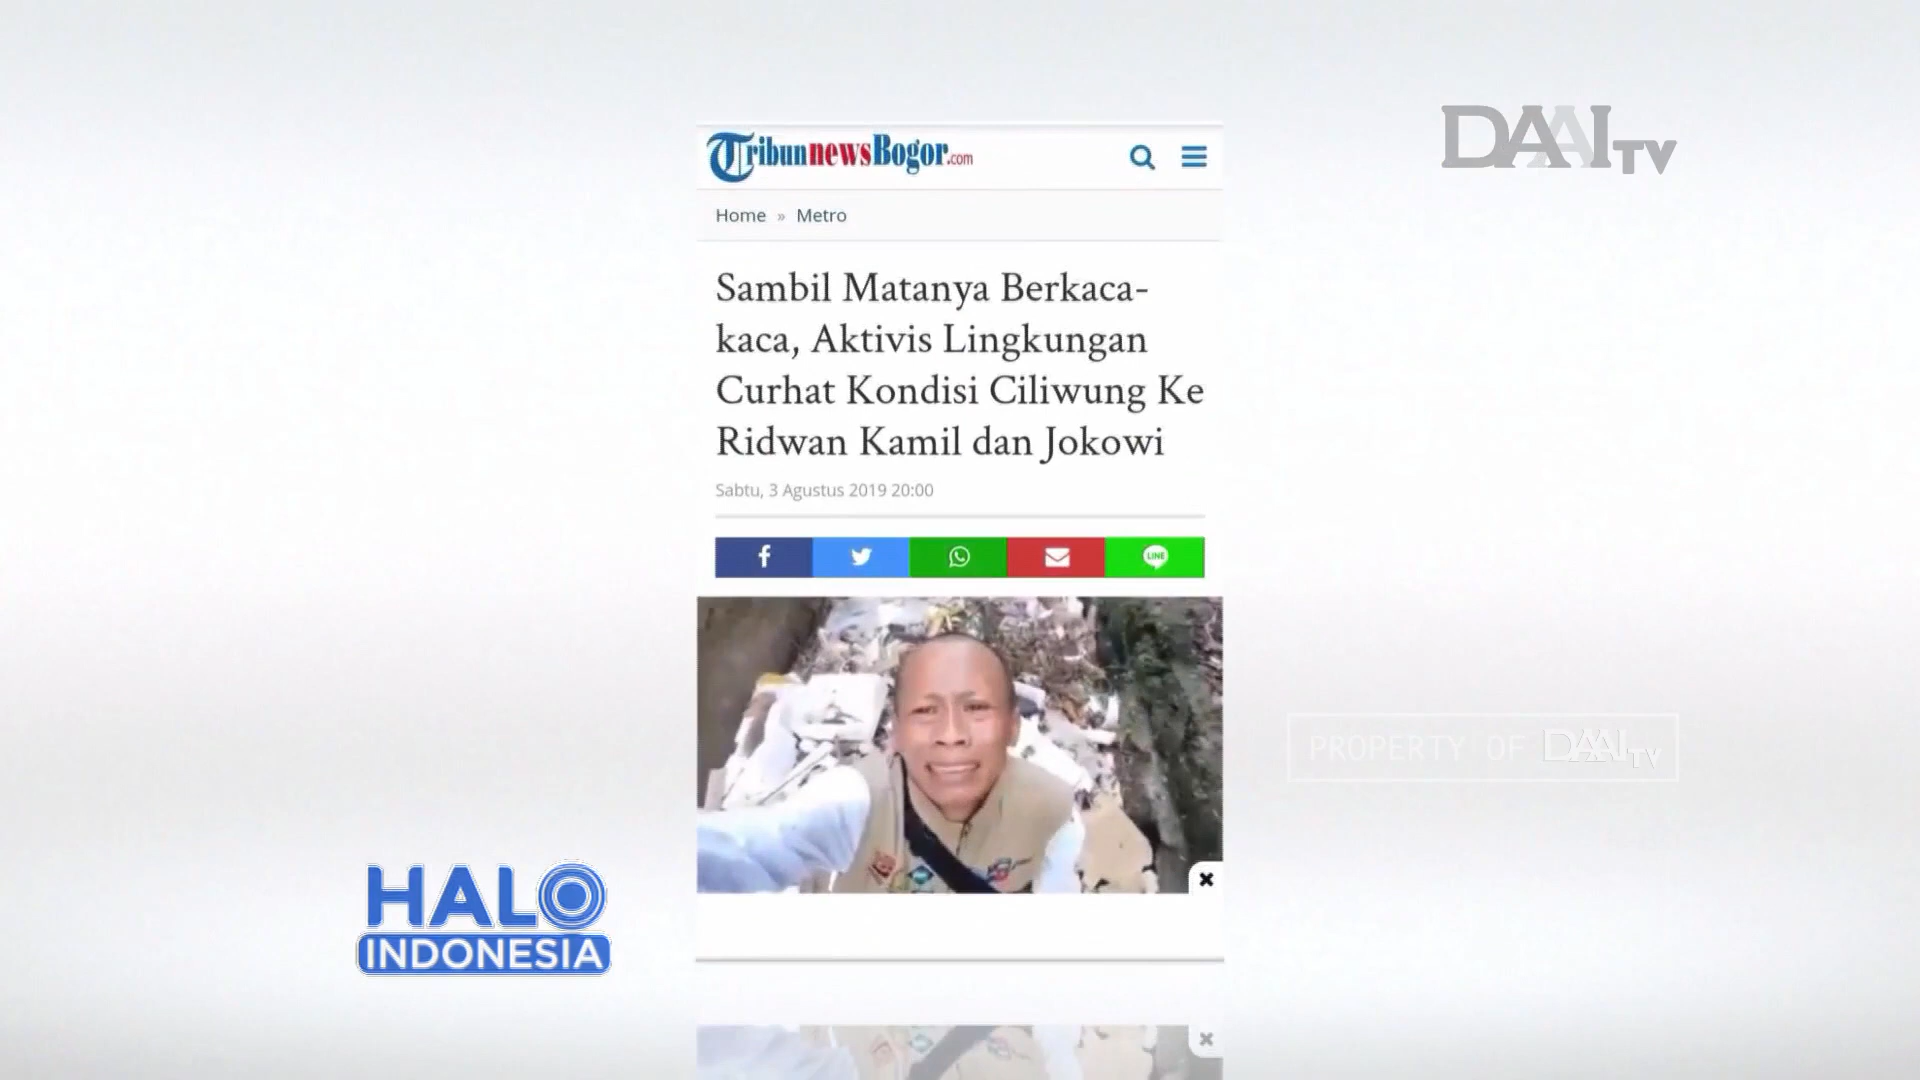 DAAI TV
TribunnewsBogor.com
Home » Metro
Sambil Matanya Berkaca-
kaca, Aktivis Lingkungan
Curhat Kondisi Ciliwung Ke
Ridwan Kamil dan Jokowi
Sabtu, 3 Agustus 2019 20:00
LINE
PROPERTY OF DAAI TV
HALO
INDONESIA